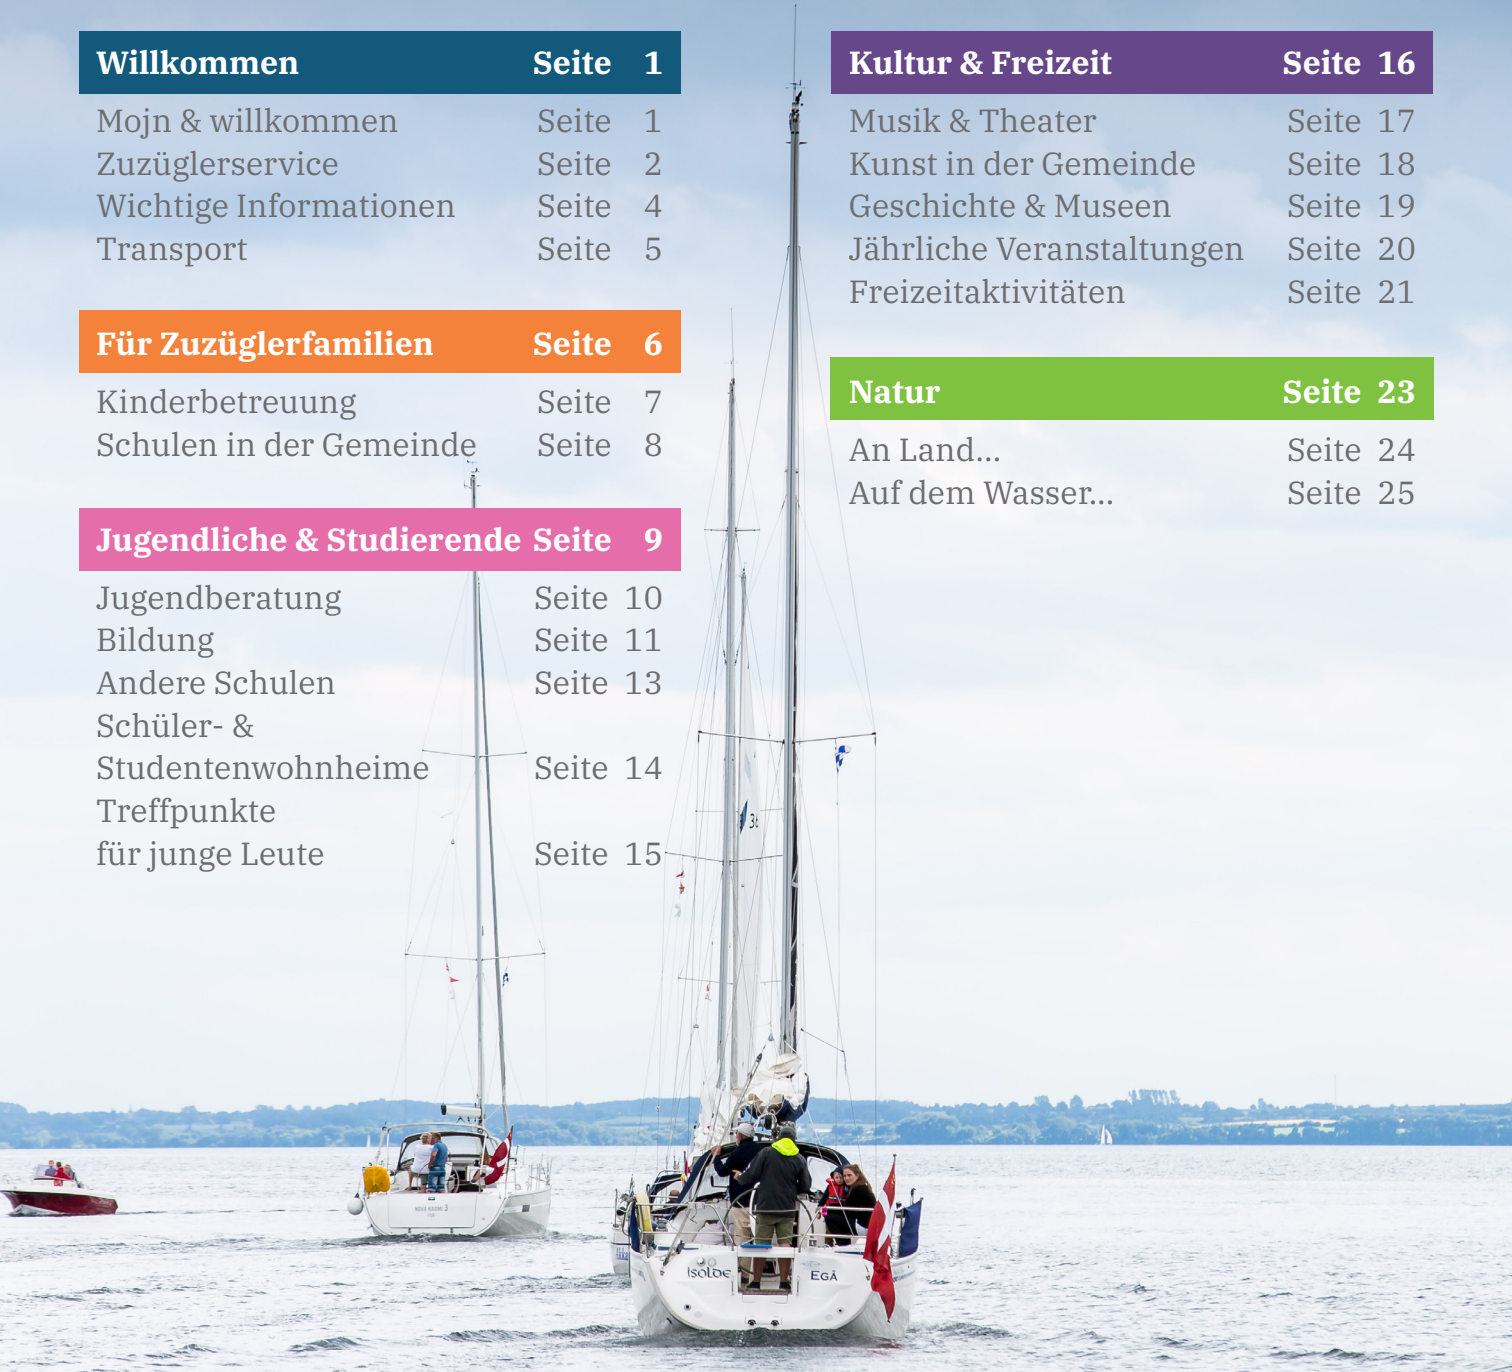 Willkommen Seite 1
Mojn & willkommen Seite 1
Zuzüglerservice Seite 2
Wichtige Informationen Seite 4
Transport Seite 5
Für Zuzüglerfamilien Seite 6
Kinderbetreuung Seite 7
Schulen in der Gemeinde Seite 8
Jugendliche & Studierende Seite 9
Jugendberatung Seite 10
Bildung Seite 11
Andere Schulen Seite 13
Schüler- &
Studentenwohnheime Seite 14
Treffpunkte
für junge Leute Seite 15
Kultur & Freizeit Seite 16
Musik & Theater Seite 17
Kunst in der Gemeinde Seite 18
Geschichte & Museen Seite 19
Jährliche Veranstaltungen Seite 20
Freizeitaktivitäten Seite 21
Natur Seite 23
An Land... Seite 24
Auf dem Wasser... Seite 25
ISOLDE EGÅ